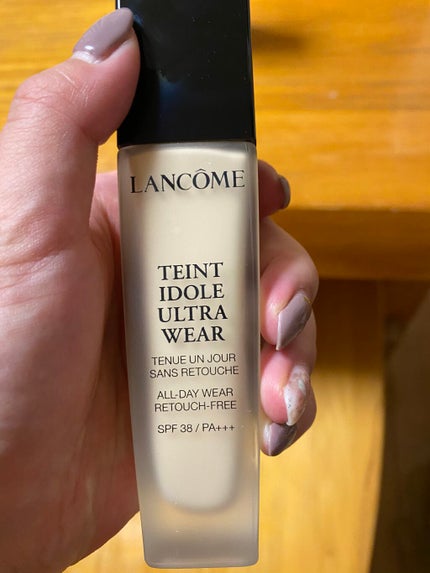 LANCÔME
TEINT
IDOLE
ULTRA
WEAR
TENUE UN JOUR
SANS RETOUCHE
ALL-DAY WEAR
RETOUCH-FREE
SPF 38 / PA+++